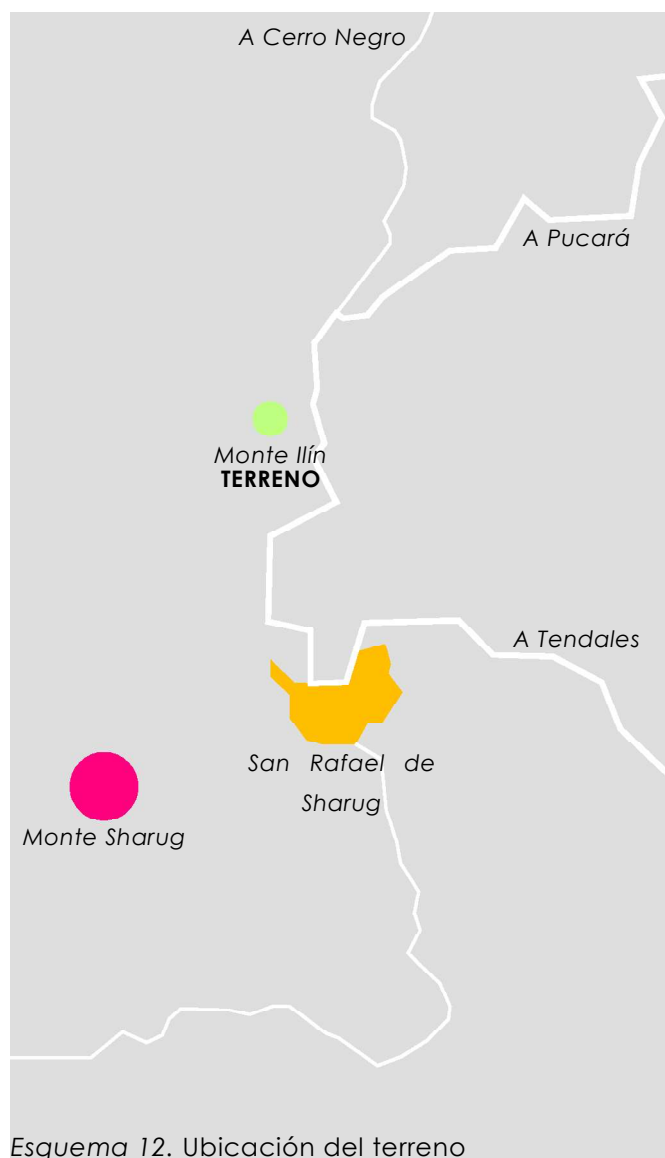 A Cerro Negro
A Pucará
Monte Ilín
TERRENO
A Tendales
San Rafael de
Sharug
Monte Sharug
Esquema 12. Ubicación del terreno